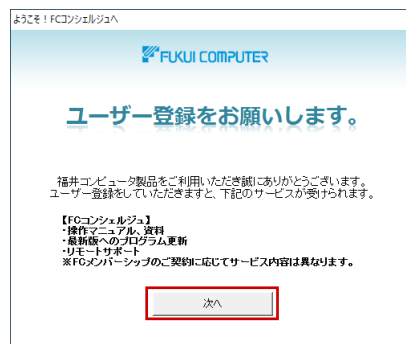 ようこそ！FCコンシェルジュへ
FUKUI COMPUTER
ユーザー登録をお願いします。
福井コンピュータ製品をご利用いただき誠にありがとうございます。
ユーザー登録をしていただきますと、下記のサービスが受けられます。
【FCコンシェルジュ】
・操作マニュアル、資料
・最新版へのプログラム更新
・リモートサポート
※FCメンバーシップのご契約に応じてサービス内容は異なります。
次へ